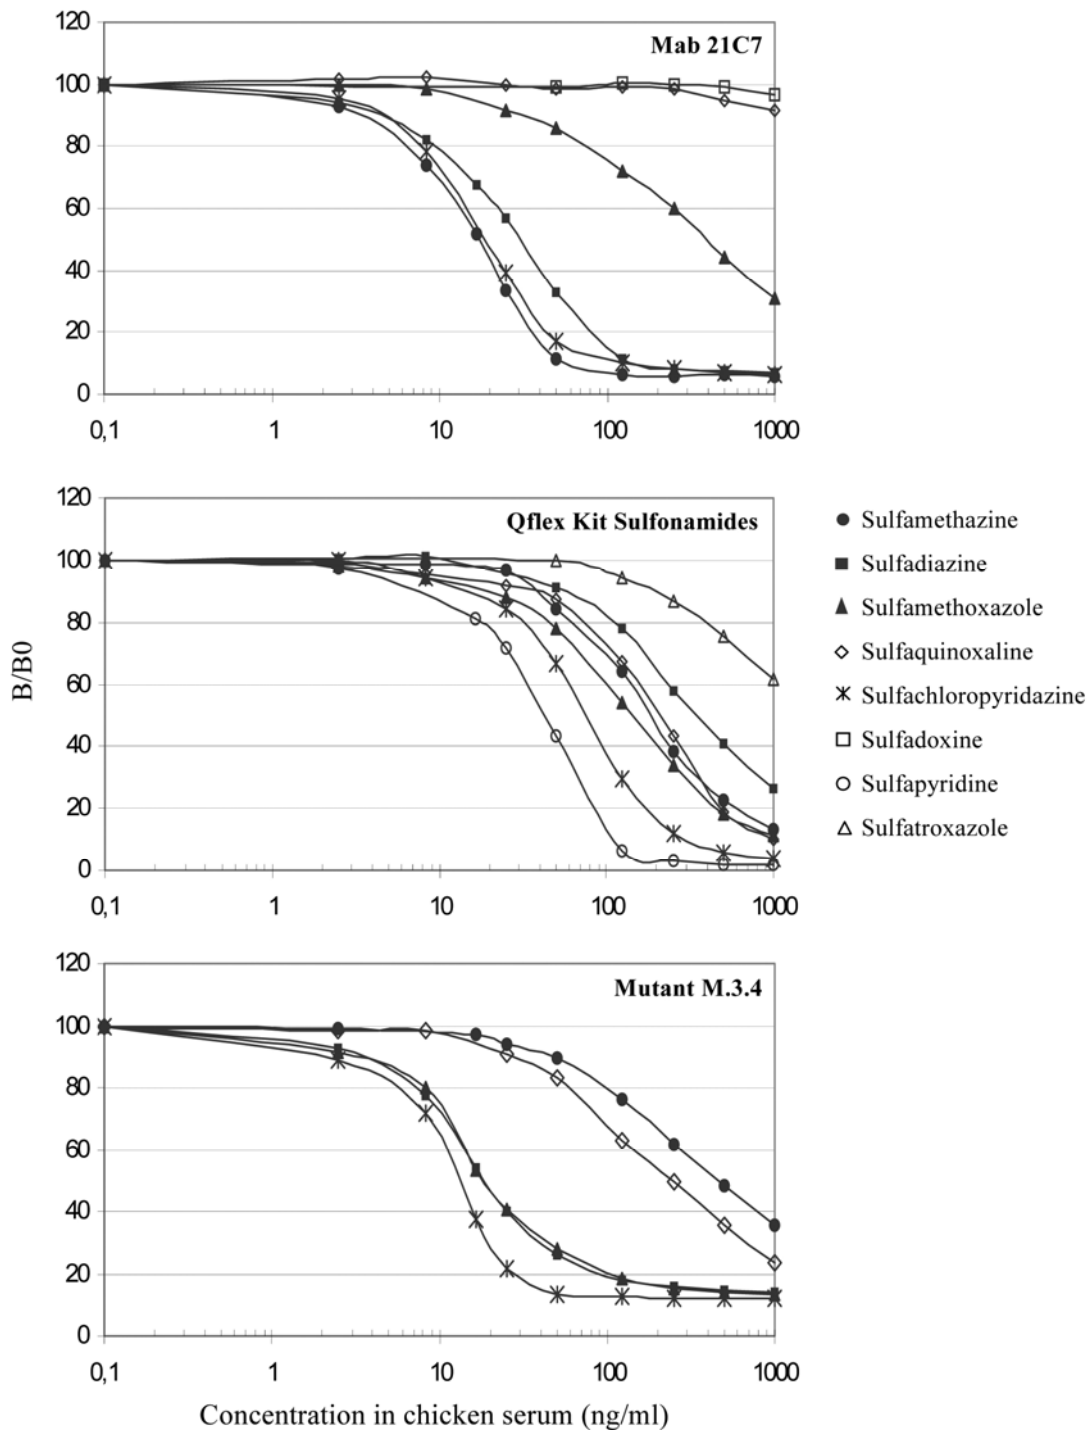 120
Mab 21C7
100
80
60
40
20
0
0,1 1 10 100 1000
120
Qflex Kit Sulfonamides
100
80
60
40
20
0
0,1 1 10 100 1000
B/B0
Sulfamethazine
Sulfadiazine
Sulfamethoxazole
Sulfaquinoxaline
Sulfachloropyridazine
Sulfadoxine
Sulfapyridine
Sulfatroxazole
120
Mutant M.3.4
100
80
60
40
20
0
0,1 1 10 100 1000
Concentration in chicken serum (ng/ml)